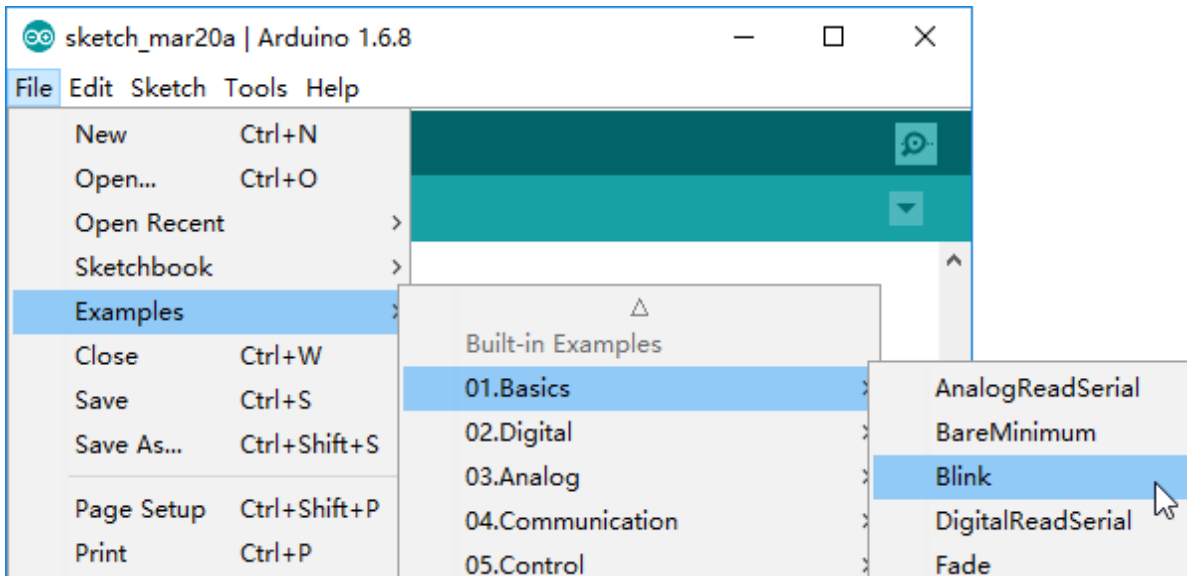 sketch_mar20a | Arduino 1.6.8
File Edit Sketch Tools Help
New Ctrl+N
Open... Ctrl+O
Open Recent
Sketchbook
Examples
Close Ctrl+W
Save Ctrl+S
Save As... Ctrl+Shift+S
Page Setup Ctrl+Shift+P
Print Ctrl+P
Built-in Examples
01.Basics
02.Digital
03.Analog
04.Communication
05.Control
AnalogReadSerial
BareMinimum
Blink
DigitalReadSerial
Fade